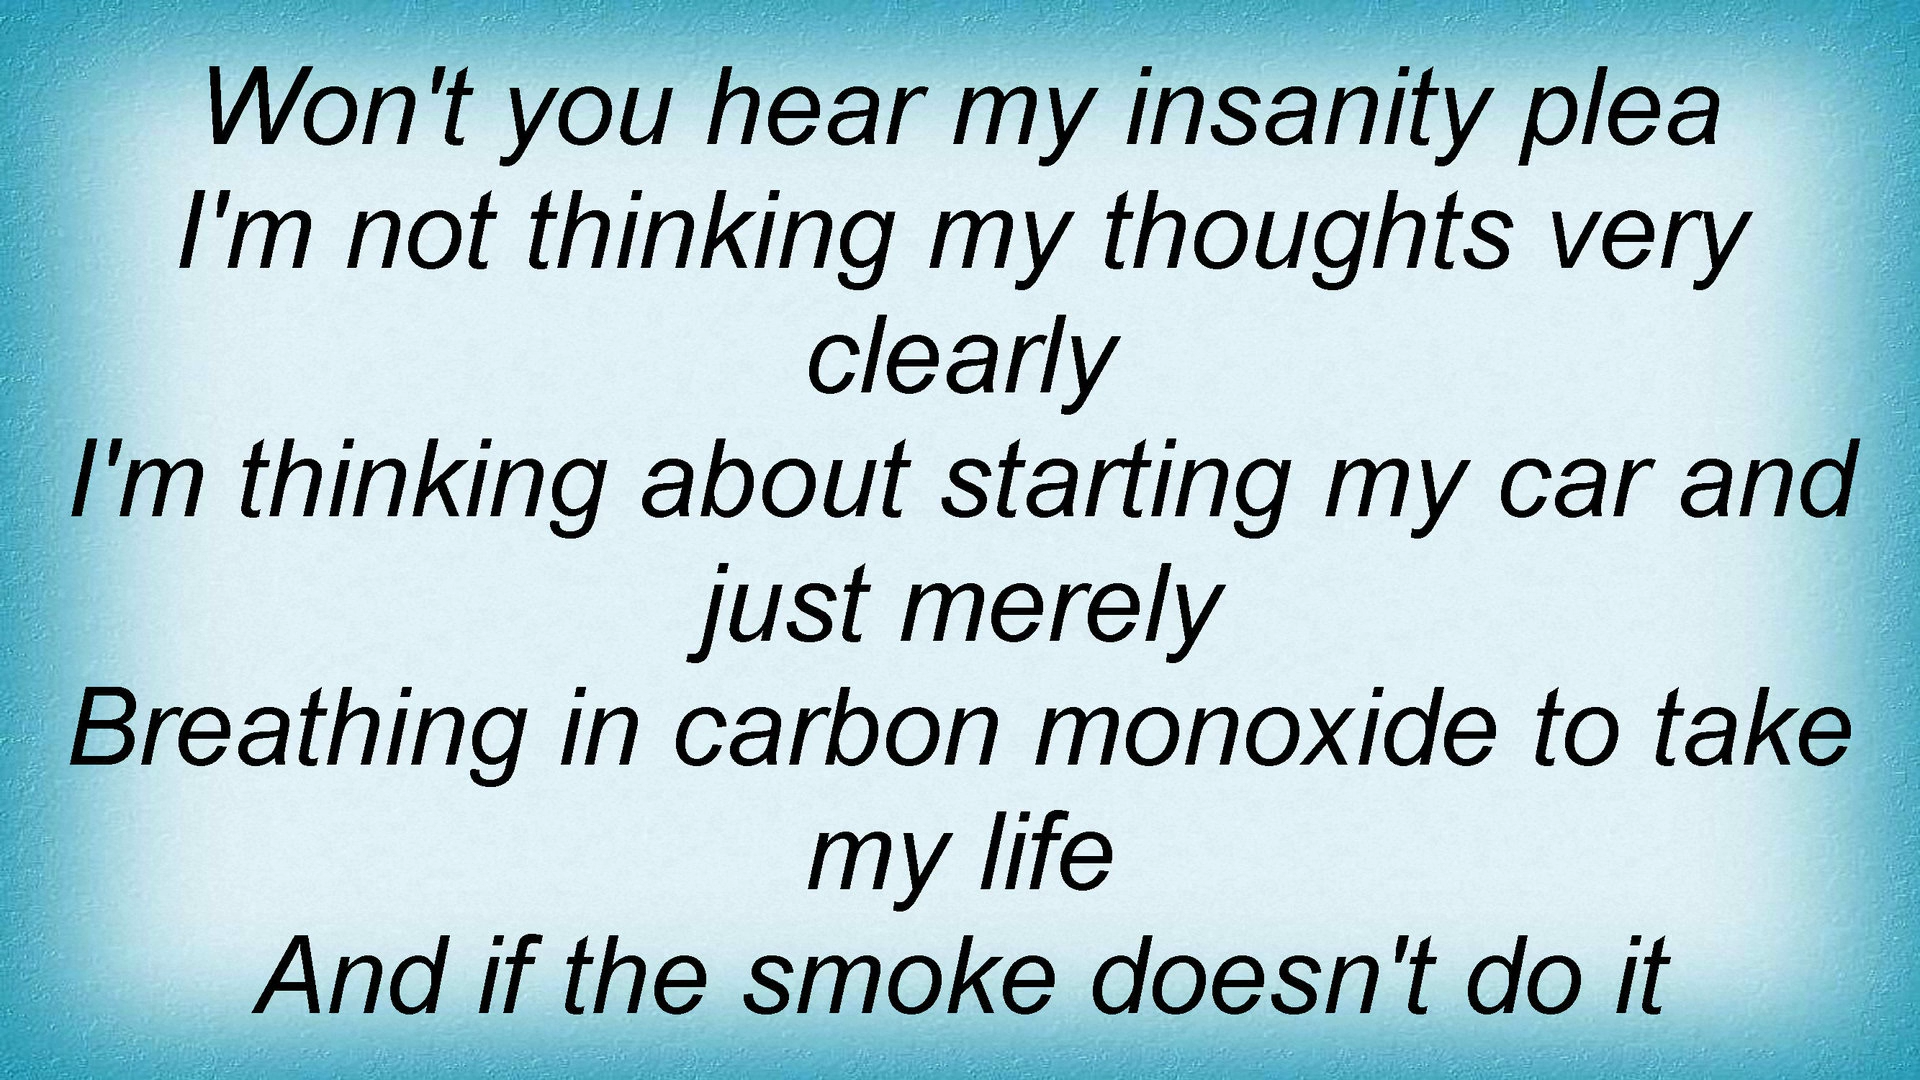 Won't you hear my insanity plea
I'm not thinking my thoughts very
clearly
I'm thinking about starting my car and
just merely
Breathing in carbon monoxide to take
my life
And if the smoke doesn't do it